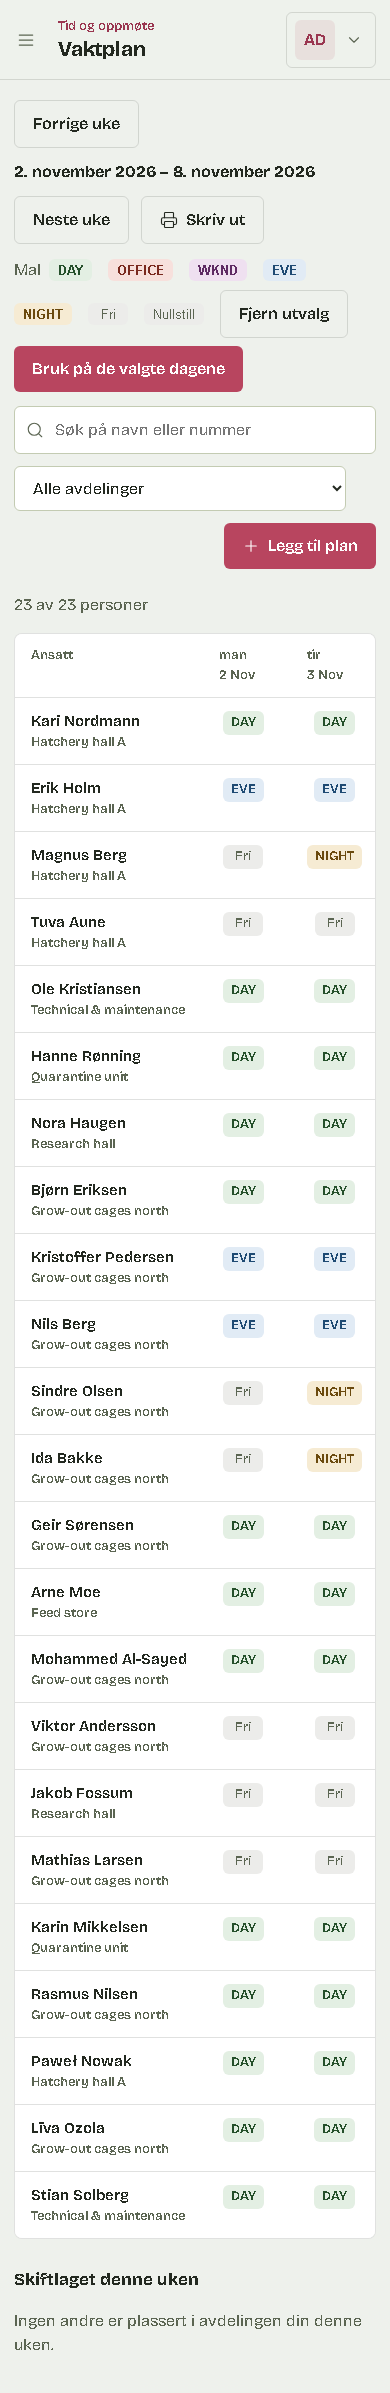 Tid og oppmøte
Vaktplan
AD
Forrige uke
2. november 2026 – 8. november 2026
Neste uke
Skriv ut
Mal DAY OFFICE WKND EVE
NIGHT Fri Nullstill Fjern utvalg
Bruk på de valgte dagene
Søk på navn eller nummer
Alle avdelinger
Legg til plan
23 av 23 personer
Ansatt man tir
2 Nov 3 Nov
Kari Nordmann DAY DAY
Hatchery hall A
Erik Holm EVE EVE
Hatchery hall A
Magnus Berg Fri NIGHT
Hatchery hall A
Tuva Aune Fri Fri
Hatchery hall A
Ole Kristiansen DAY DAY
Technical & maintenance
Hanne Rønning DAY DAY
Quarantine unit
Nora Haugen DAY DAY
Research hall
Bjørn Eriksen DAY DAY
Grow-out cages north
Kristoffer Pedersen EVE EVE
Grow-out cages north
Nils Berg EVE EVE
Grow-out cages north
Sindre Olsen Fri NIGHT
Grow-out cages north
Ida Bakke Fri NIGHT
Grow-out cages north
Geir Sørensen DAY DAY
Grow-out cages north
Arne Moe DAY DAY
Feed store
Mohammed Al-Sayed DAY DAY
Grow-out cages north
Viktor Andersson Fri Fri
Grow-out cages north
Jakob Fossum Fri Fri
Research hall
Mathias Larsen Fri Fri
Grow-out cages north
Karin Mikkelsen DAY DAY
Quarantine unit
Rasmus Nilsen DAY DAY
Grow-out cages north
Paweł Nowak DAY DAY
Hatchery hall A
Līva Ozola DAY DAY
Grow-out cages north
Stian Solberg DAY DAY
Technical & maintenance
Skiftlaget denne uken
Ingen andre er plassert i avdelingen din denne
uken.